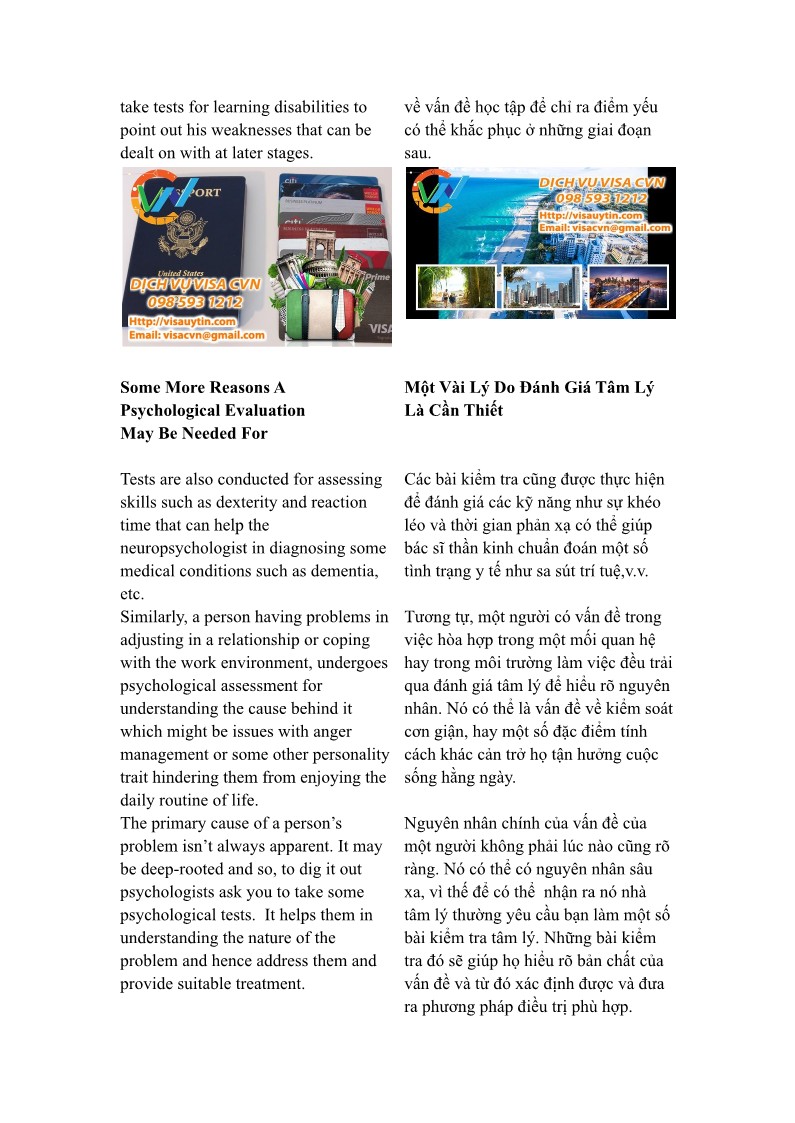 take tests for learning disabilities to
point out his weaknesses that can be
dealt on with at later stages.
PASSPORT
United States
citi
citi
Prime
VISA
DỊCH VỤ VISA CVN
098 593 1212
Http://visauytin.com
Email: visacvn@gmail.com
Some More Reasons A
Psychological Evaluation
May Be Needed For
Tests are also conducted for assessing
skills such as dexterity and reaction
time that can help the
neuropsychologist in diagnosing some
medical conditions such as dementia,
etc.
Similarly, a person having problems in
adjusting in a relationship or coping
with the work environment, undergoes
psychological assessment for
understanding the cause behind it
which might be issues with anger
management or some other personality
trait hindering them from enjoying the
daily routine of life.
The primary cause of a person’s
problem isn’t always apparent. It may
be deep-rooted and so, to dig it out
psychologists ask you to take some
psychological tests.  It helps them in
understanding the nature of the
problem and hence address them and
provide suitable treatment.
về vấn đề học tập để chỉ ra điểm yếu
có thể khắc phục ở những giai đoạn
sau.
DỊCH VỤ VISA CVN
098 593 1212
Http://visauytin.com
Email: visacvn@gmail.com
Một Vài Lý Do Đánh Giá Tâm Lý
Là Cần Thiết
Các bài kiểm tra cũng được thực hiện
để đánh giá các kỹ năng như sự khéo
léo và thời gian phản xạ có thể giúp
bác sĩ thần kinh chuẩn đoán một số
tình trạng y tế như sa sút trí tuệ,v.v.
Tương tự, một người có vấn đề trong
việc hòa hợp trong một mối quan hệ
hay trong môi trường làm việc đều trải
qua đánh giá tâm lý để hiểu rõ nguyên
nhân. Nó có thể là vấn đề về kiểm soát
cơn giận, hay một số đặc điểm tính
cách khác cản trở họ tận hưởng cuộc
sống hằng ngày.
Nguyên nhân chính của vấn đề của
một người không phải lúc nào cũng rõ
ràng. Nó có thể có nguyên nhân sâu
xa, vì thế để có thể  nhận ra nó nhà
tâm lý thường yêu cầu bạn làm một số
bài kiểm tra tâm lý. Những bài kiểm
tra đó sẽ giúp họ hiểu rõ bản chất của
vấn đề và từ đó xác định được và đưa
ra phương pháp điều trị phù hợp.